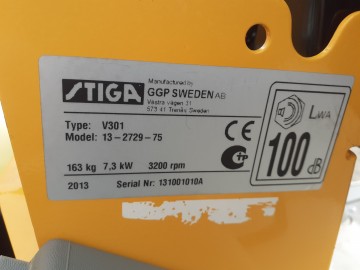 STIGA
Manufactured by
GGP SWEDEN AB
Västra vägen 31
573 41 Tranås Sweden
Type: V301
Model: 13-2729-75
163 kg 7,3 kW 3200 rpm
2013 Serial Nr: 131001010A
CE
LWA
100
dB